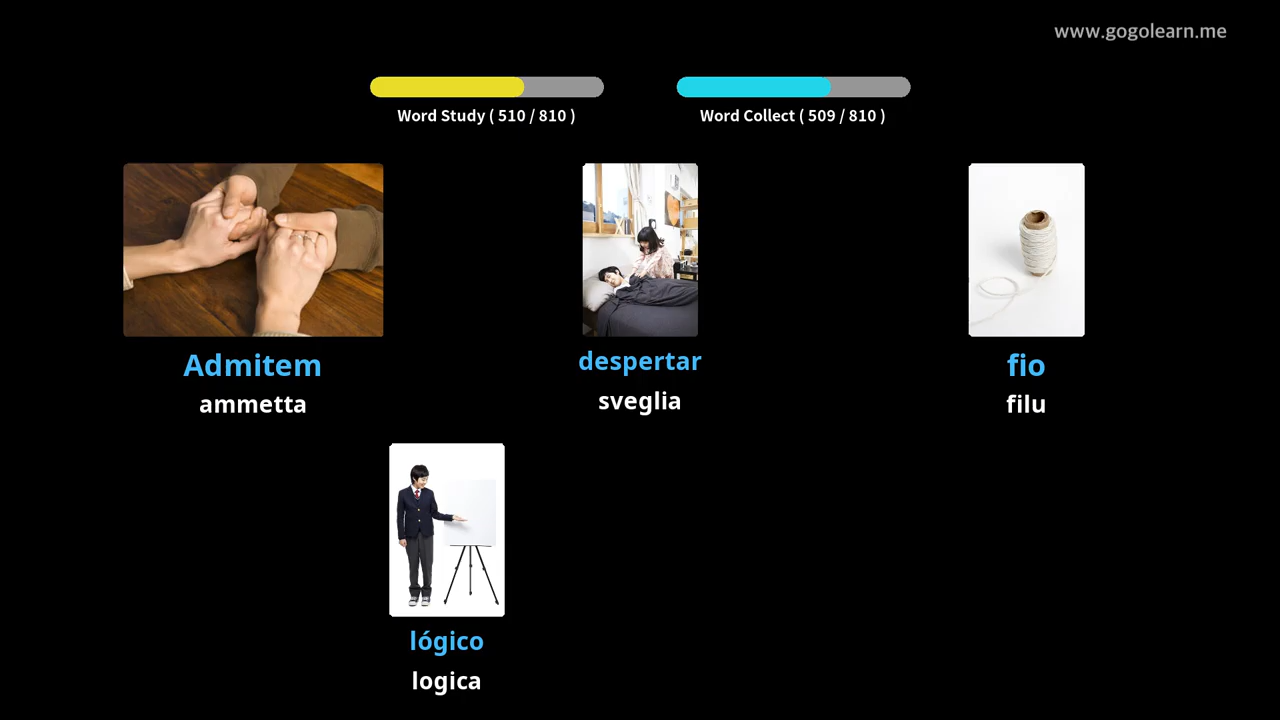 www.gogolearn.me
Word Study ( 510 / 810 )
Word Collect ( 509 / 810 )
Admitem
ammetta
despertar
sveglia
fio
filu
lógico
logica